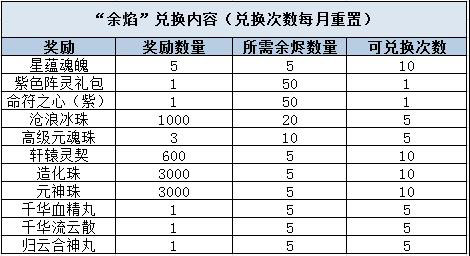 “余焰”兑换内容（兑换次数每月重置）
奖励 奖励数量 所需余烬数量 可兑换次数
星蕴魂魄 5 5 10
紫色阵灵礼包 1 50 1
命符之心（紫） 1 50 1
沧浪冰珠 1000 20 5
高级元魂珠 3 10 5
轩辕灵契 600 5 10
造化珠 3000 5 10
元神珠 3000 5 10
千华血精丸 1 5 5
千华流云散 1 5 5
归云合神丸 1 5 5